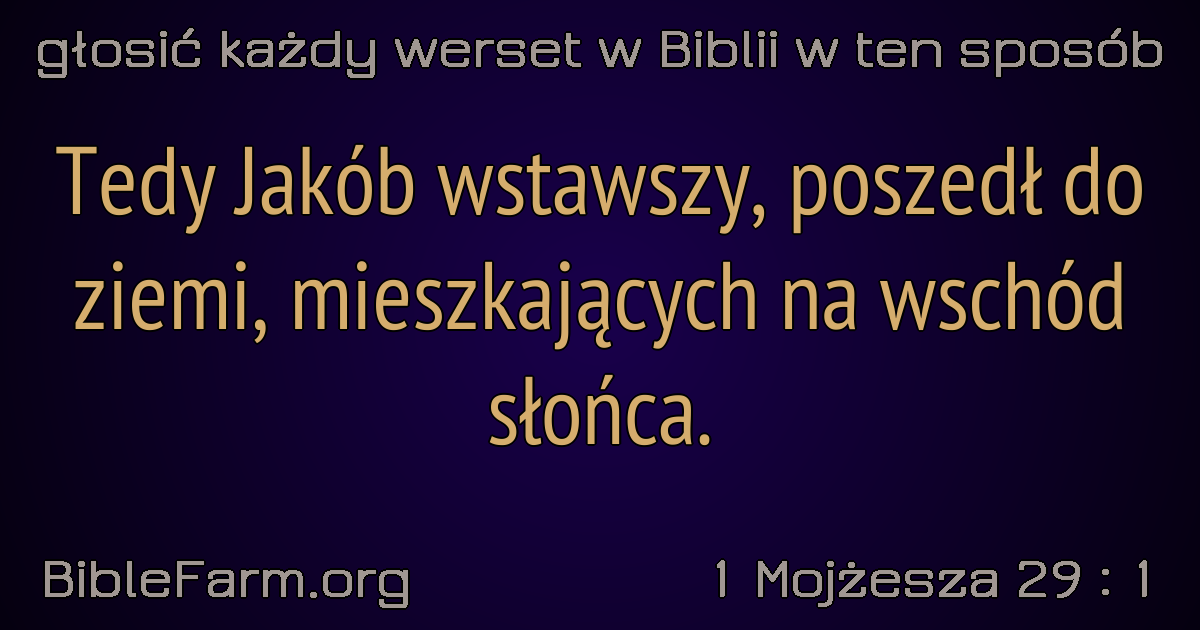 głosić każdy werset w Biblii w ten sposób
Tedy Jakób wstawszy, poszedł do
ziemi, mieszkających na wschód
słońca.
BibleFarm.org
1 Mojżesza 29 : 1